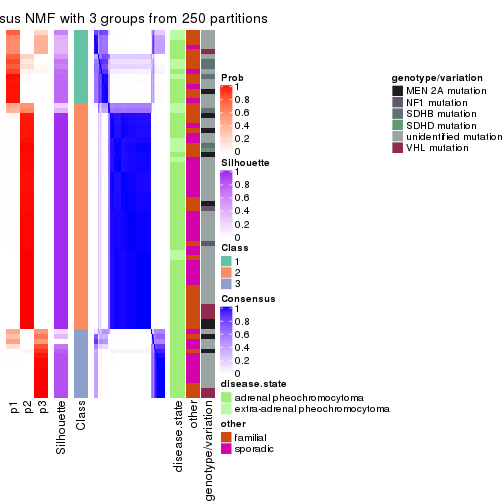 sus NMF with 3 groups from 250 partitions
Prob
1
0.8
0.6
0.4
0.2
0
Silhouette
1
0.8
0.6
0.4
0.2
0
Class
1
2
3
Consensus
1
0.8
0.6
0.4
0.2
0
disease.state
adrenal pheochromocytoma
extra-adrenal pheochromocytoma
other
familial
sporadic
genotype/variation
MEN 2A mutation
NF1 mutation
SDHB mutation
SDHD mutation
unidentified mutation
VHL mutation
p1
p2
p3
Silhouette
Class
disease.state
other
genotype/variation